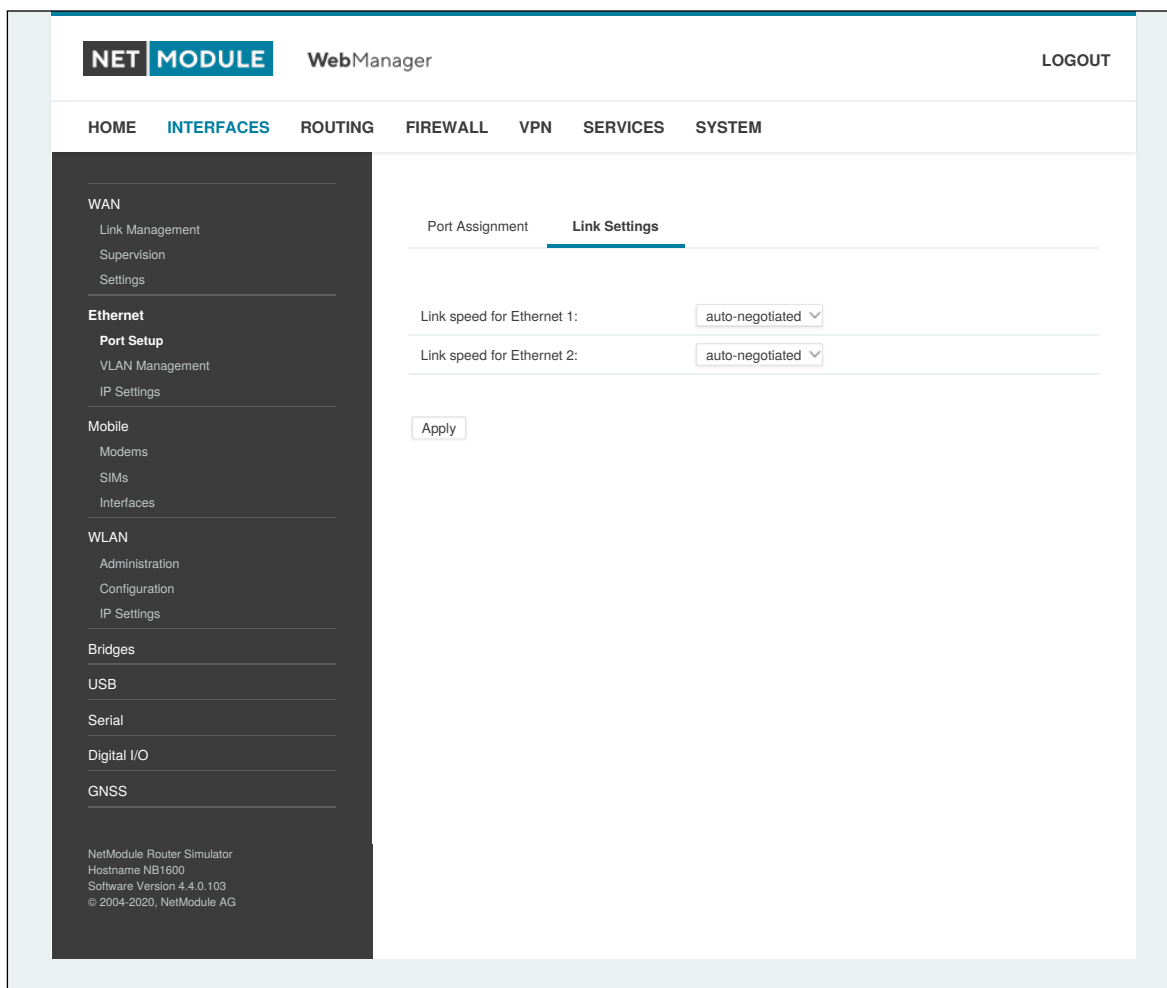 NET MODULE WebManager LOGOUT
HOME INTERFACES ROUTING FIREWALL VPN SERVICES SYSTEM
WAN
Link Management
Supervision
Settings
Ethernet
Port Setup
VLAN Management
IP Settings
Mobile
Modems
SIMs
Interfaces
WLAN
Administration
Configuration
IP Settings
Bridges
USB
Serial
Digital I/O
GNSS
NetModule Router Simulator
Hostname NB1600
Software Version 4.4.0.103
© 2004-2020, NetModule AG
Port Assignment Link Settings
Link speed for Ethernet 1: auto-negotiated
Link speed for Ethernet 2: auto-negotiated
Apply